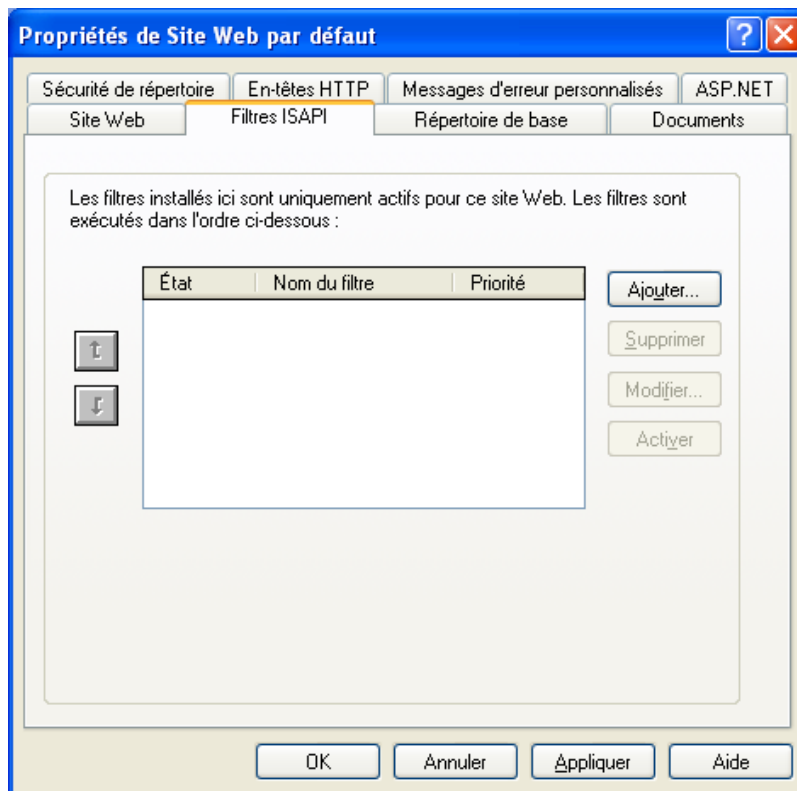 Propriétés de Site Web par défaut
Sécurité de répertoire En-têtes HTTP Messages d'erreur personnalisés ASP.NET
Site Web Filtres ISAPI Répertoire de base Documents
Les filtres installés ici sont uniquement actifs pour ce site Web. Les filtres sont
exécutés dans l'ordre ci-dessous :
État Nom du filtre Priorité
Ajouter...
Supprimer
Modifier...
Activer
OK Annuler Appliquer Aide